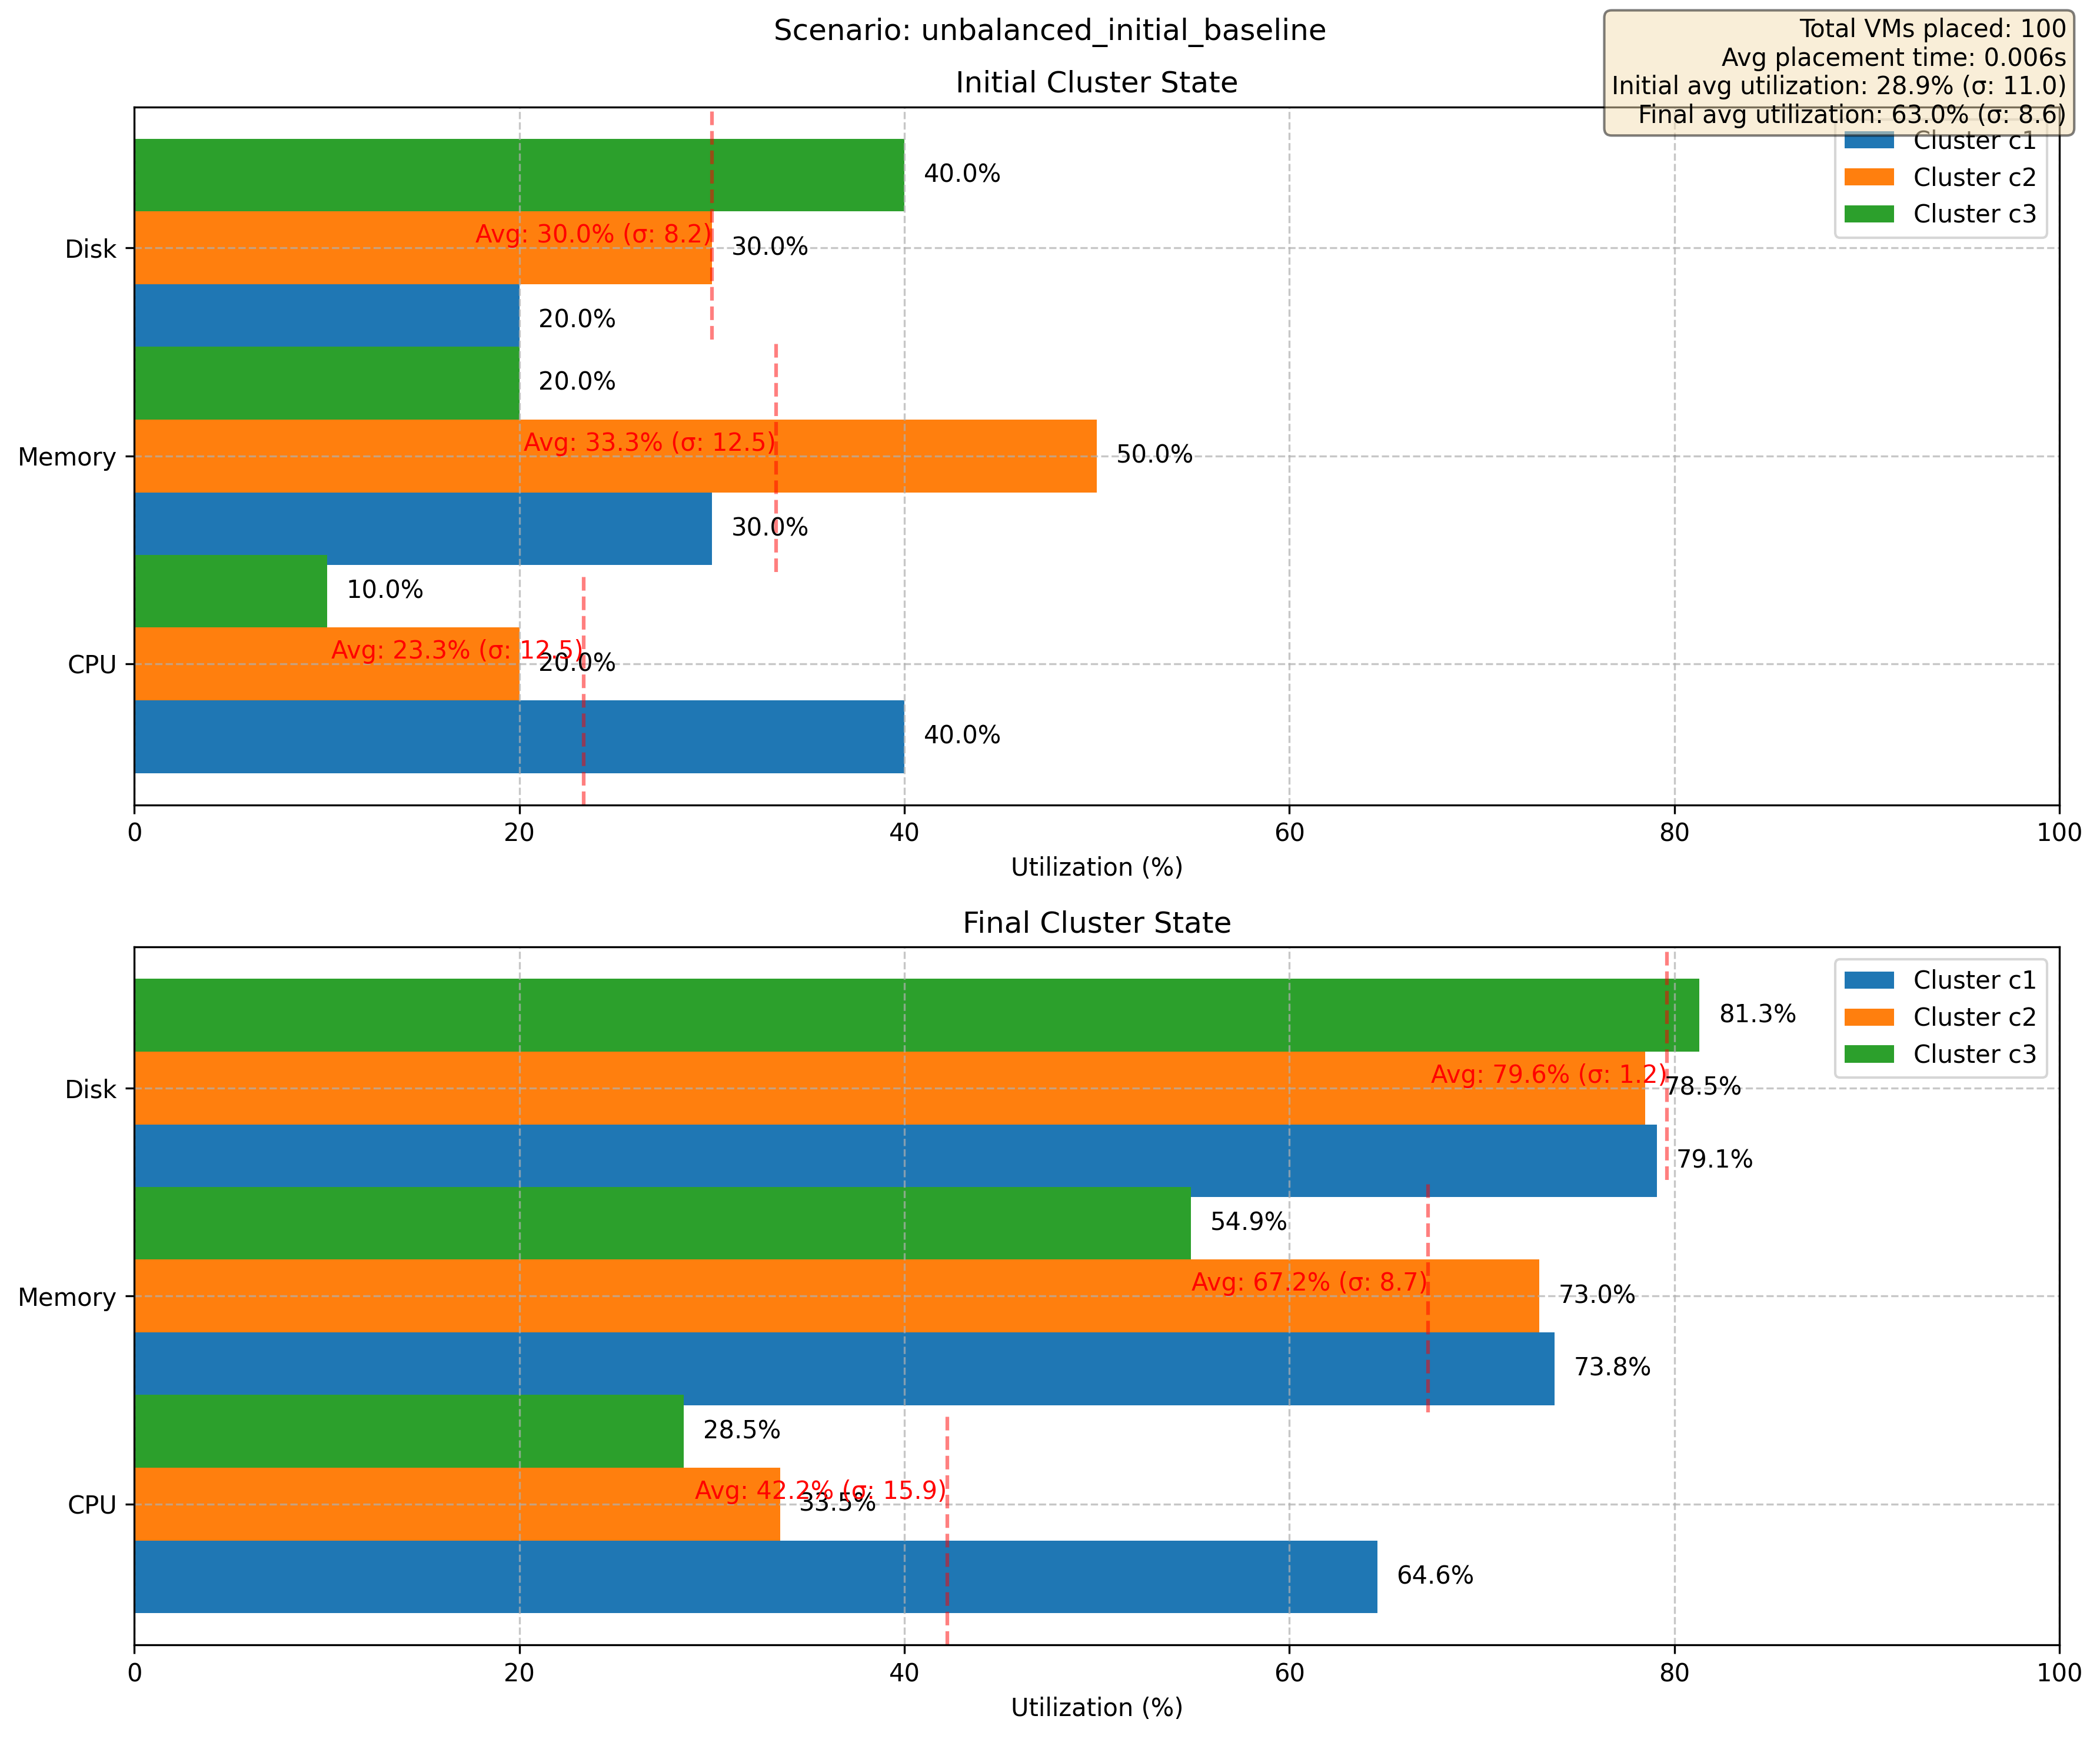 Scenario: unbalanced_initial_baseline
Total VMs placed: 100
Avg placement time: 0.006s
Initial avg utilization: 28.9% (σ: 11.0)
Final avg utilization: 63.0% (σ: 8.6)
Initial Cluster State
Cluster c1
Cluster c2
Cluster c3
40.0%
Disk
Avg: 30.0% (σ: 8.2)
30.0%
20.0%
20.0%
Memory
Avg: 33.3% (σ: 12.5)
50.0%
30.0%
10.0%
CPU
Avg: 23.3% (σ: 12.5)
20.0%
40.0%
0 20 40 60 80 100
Utilization (%)
Final Cluster State
Cluster c1
Cluster c2
Cluster c3
81.3%
Disk
Avg: 79.6% (σ: 1.2)
78.5%
79.1%
54.9%
Memory
Avg: 67.2% (σ: 8.7)
73.0%
73.8%
28.5%
CPU
Avg: 42.2% (σ: 15.9)
33.5%
64.6%
0 20 40 60 80 100
Utilization (%)